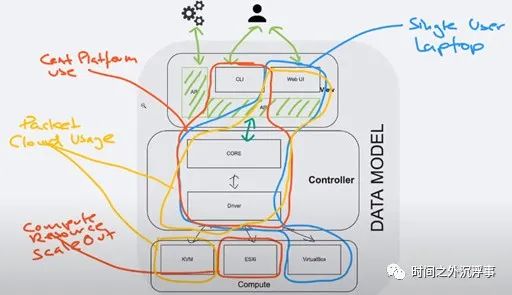 Single User
Laptop
Cert Platform
use
CLI
Web UI
API
View
API
Packet
Cloud Usage
CORE
Controller
Driver
DATA MODEL
Compute
Resource
Scale Out
KVM
ESXi
VirtualBox
Compute
时间之外沉浮事